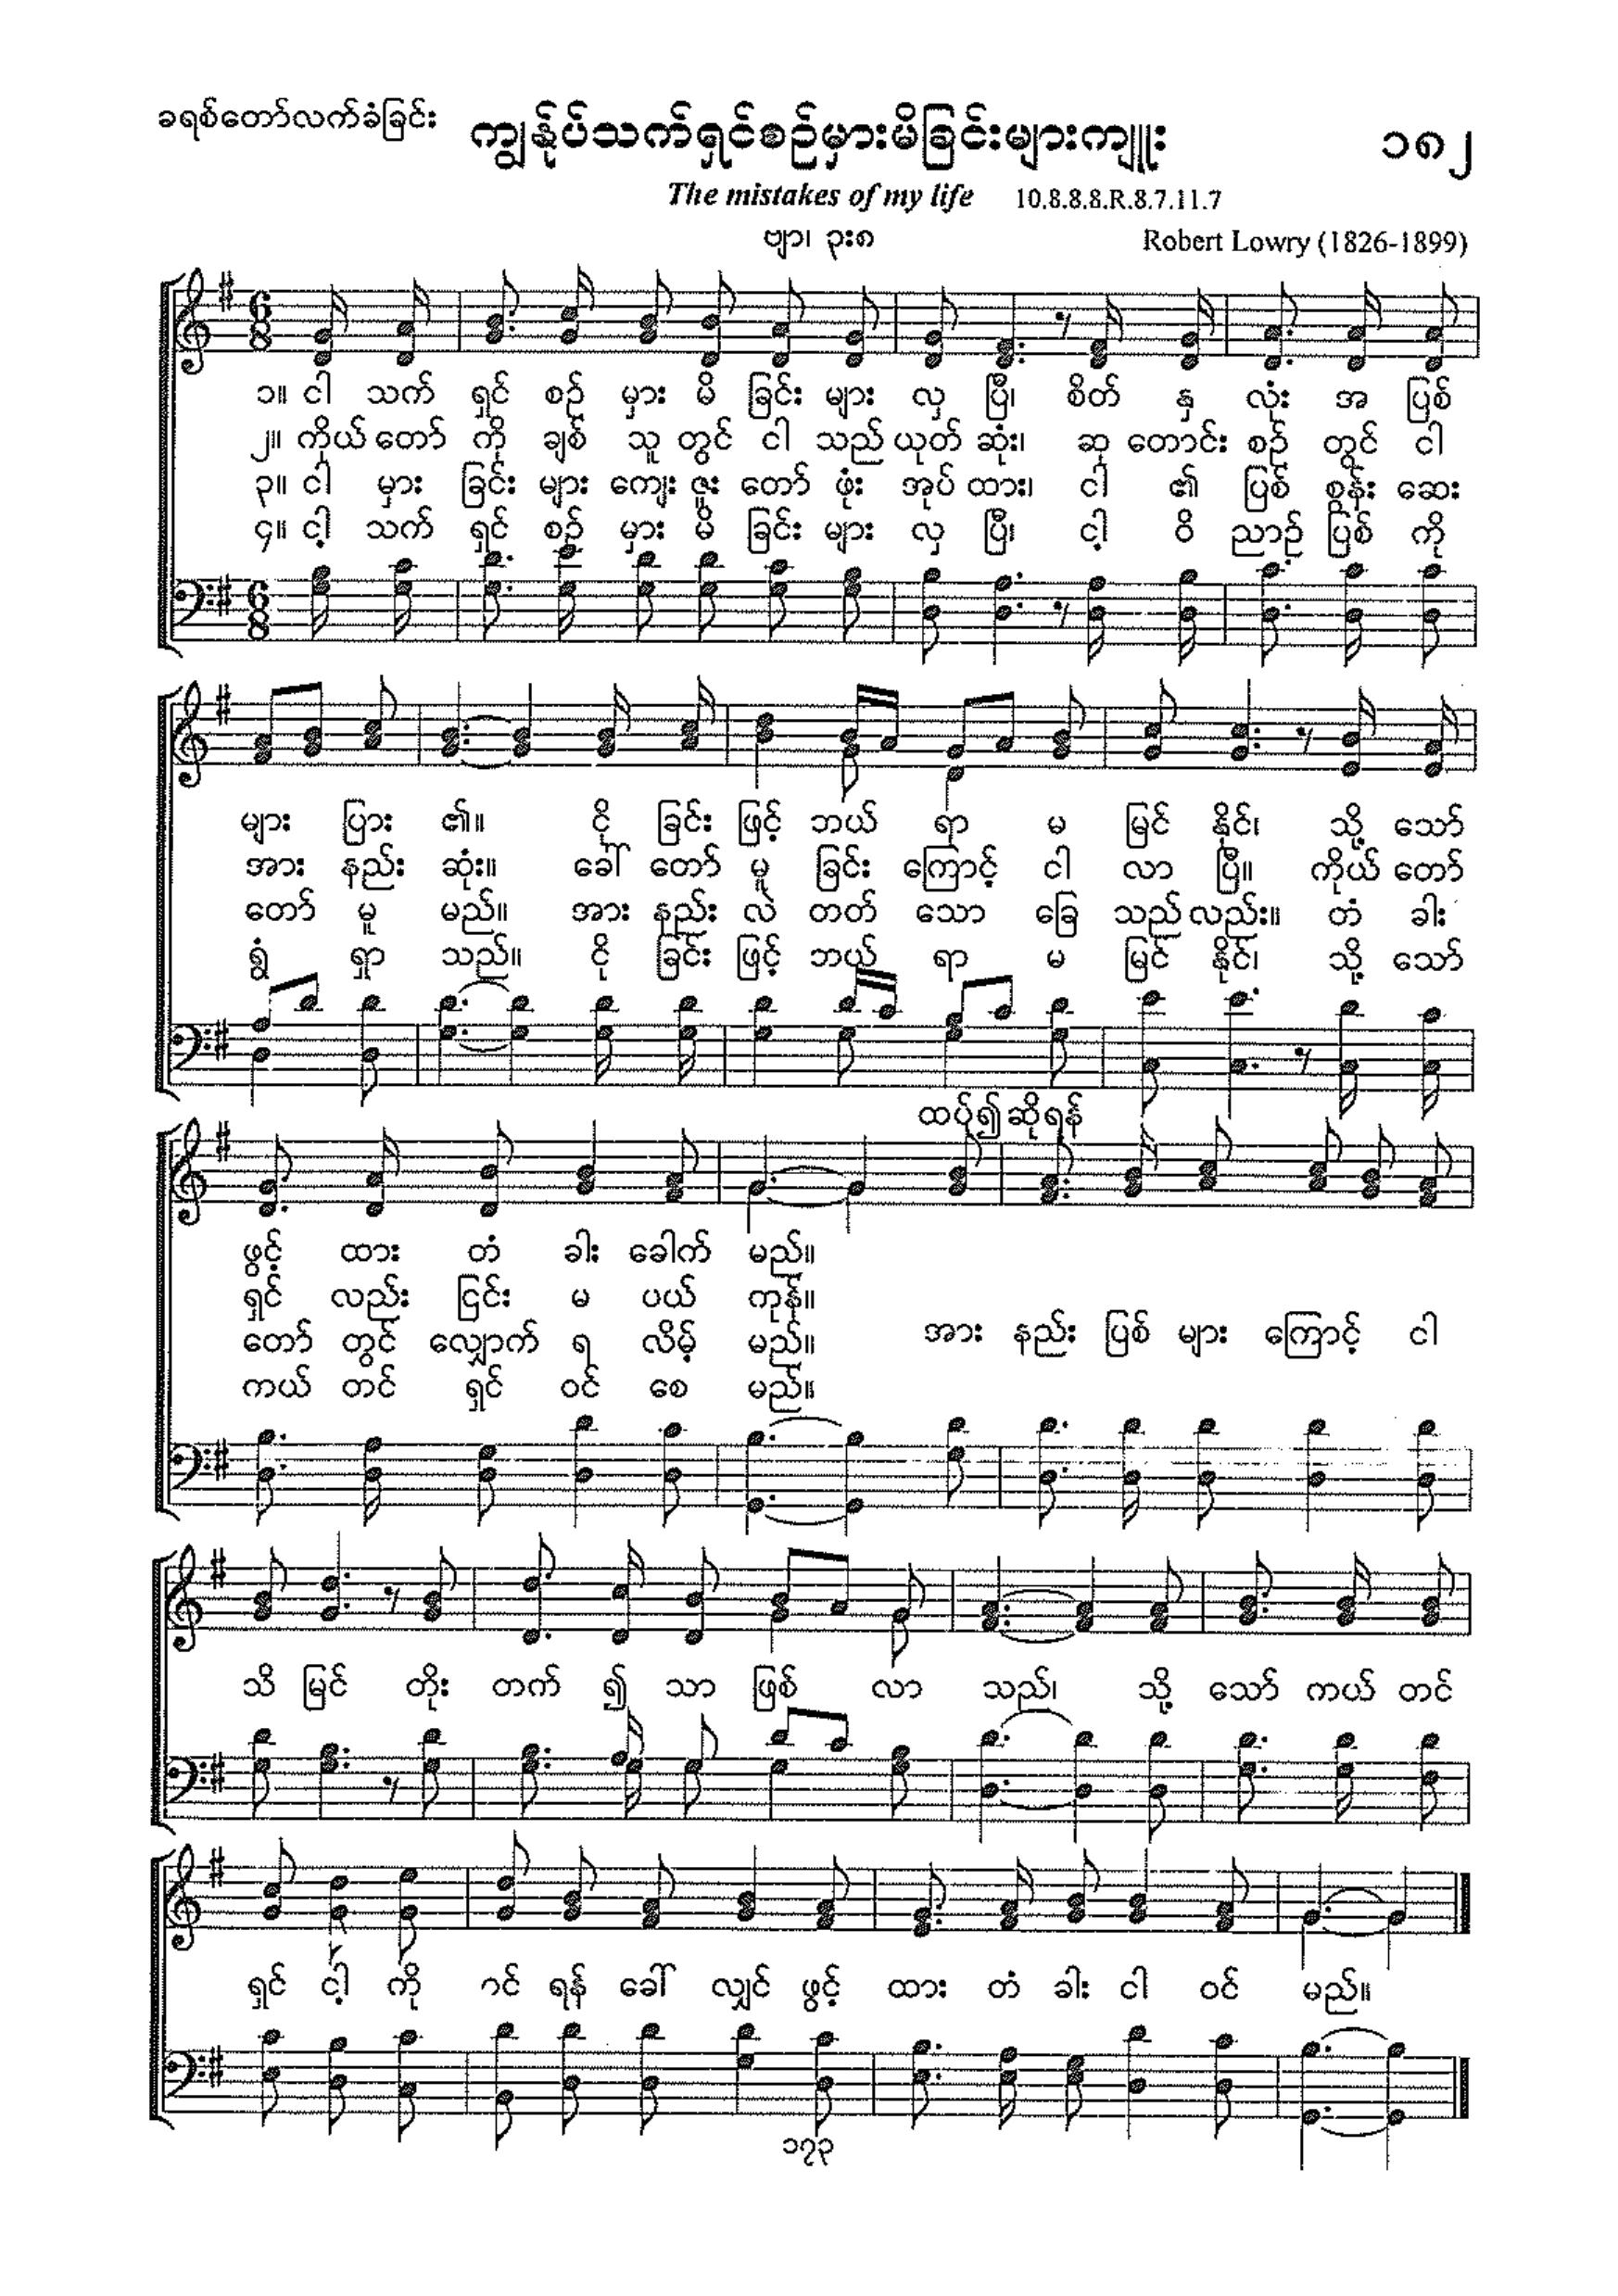 ခရစ်တော်လက်ခံခြင်း ကျွန်ုပ်သက်ရှင်စဉ်မှားမိခြင်းများကျူး ၁၈၂
The mistakes of my life 10.8.8.8.R.8.7.11.7
ဗျာ၊ ၃း၈ Robert Lowry (1826-1899)
၁။ ငါ သက် ရှင် စဉ် မှား မိ ခြင်း များ လှ ပြီ၊ စိတ် နှ လုံး အ ပြစ်
၂။ ကိုယ် တော် ကို ချစ် သူ တွင် ငါ သည် ယုတ် ဆုံး၊ ဆု တောင်း စဉ် တွင် ငါ
၃။ ငါ မှား ခြင်း များ ကျေး ဇူး တော် ဖုံး အုပ် ထား၊ ငါ ၏ ပြစ် စွန်း ဆေး
၄။ ငါ့ သက် ရှင် စဉ် မှား မိ ခြင်း များ လှ ပြီ၊ ငါ့ ဝိ ညာဉ် ပြစ် ကို
များ ပြား ၏။ ငို ခြင်း ဖြင့် ဘယ် ရာ မ မြင် နိုင်၊ သို့ သော်
အား နည်း ဆုံး။ ခေါ် တော် မူ ခြင်း ကြောင့် ငါ လာ ပြီ။ ကိုယ် တော်
တော် မူ မည်။ အား နည်း လဲ တတ် သော ခြေ သည် လည်း။ တံ ခါး
ရွံ ရှာ သည်။ ငို ခြင်း ဖြင့် ဘယ် ရာ မ မြင် နိုင်၊ သို့ သော်
ထပ်၍ဆိုရန်
ဖွင့် ထား တံ ခါး ခေါက် မည်။
ရှင် လည်း ငြင်း မ ပယ် ကုန်။
တော် တွင် လျှောက် ရ လိမ့် မည်။ အား နည်း ပြစ် များ ကြောင့် ငါ
ကယ် တင် ရှင် ဝင် စေ မည်။
သိ မြင် တိုး တက် ၍ သာ ဖြစ် လာ သည်၊ သို့ သော် ကယ် တင်
ရှင် ငါ့ ကို ဝင် ရန် ခေါ် လျှင် ဖွင့် ထား တံ ခါး ငါ ဝင် မည်။
၁၇၃